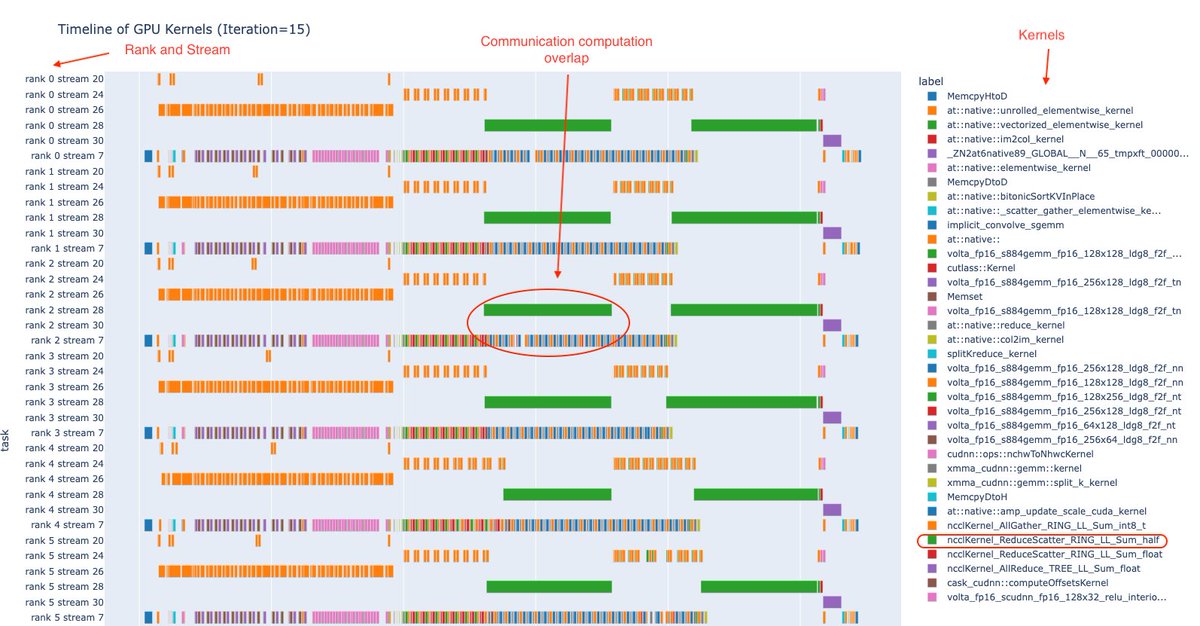 Timeline of GPU Kernels (Iteration=15)
Rank and Stream
Communication computation
overlap
Kernels
rank 0 stream 20
rank 0 stream 24
rank 0 stream 26
rank 0 stream 28
rank 0 stream 30
rank 0 stream 7
rank 1 stream 20
rank 1 stream 24
rank 1 stream 26
rank 1 stream 28
rank 1 stream 30
rank 1 stream 7
rank 2 stream 20
rank 2 stream 24
rank 2 stream 26
rank 2 stream 28
rank 2 stream 30
rank 2 stream 7
rank 3 stream 20
rank 3 stream 24
rank 3 stream 26
rank 3 stream 28
rank 3 stream 30
rank 3 stream 7
rank 4 stream 20
rank 4 stream 24
rank 4 stream 26
rank 4 stream 28
rank 4 stream 30
rank 4 stream 7
rank 5 stream 20
rank 5 stream 24
rank 5 stream 26
rank 5 stream 28
rank 5 stream 30
rank 5 stream 7
task
label
MemcpyHtoD
at::native::unrolled_elementwise_kernel
at::native::vectorized_elementwise_kernel
at::native::im2col_kernel
_ZN2at6native89_GLOBAL__N__65_tmpxft_00000...
at::native::elementwise_kernel
MemcpyDtoD
at::native::bitonicSortKVInPlace
at::native::_scatter_gather_elementwise_ke...
implicit_convolve_sgemm
at::native::
volta_fp16_s884gemm_fp16_128x128_ldg8_f2f_...
cutlass::Kernel
volta_fp16_s884gemm_fp16_256x128_ldg8_f2f_tn
Memset
volta_fp16_s884gemm_fp16_128x128_ldg8_f2f_tn
at::native::reduce_kernel
at::native::col2im_kernel
splitKreduce_kernel
volta_fp16_s884gemm_fp16_256x128_ldg8_f2f_nn
volta_fp16_s884gemm_fp16_128x128_ldg8_f2f_nn
volta_fp16_s884gemm_fp16_128x256_ldg8_f2f_nt
volta_fp16_s884gemm_fp16_256x128_ldg8_f2f_nt
volta_fp16_s884gemm_fp16_64x128_ldg8_f2f_nt
volta_fp16_s884gemm_fp16_256x64_ldg8_f2f_nn
cudnn::ops::nchwToNhwcKernel
xmma_cudnn::gemm::kernel
xmma_cudnn::gemm::split_k_kernel
MemcpyDtoH
at::native::amp_update_scale_cuda_kernel
ncclKernel_AllGather_RING_LL_Sum_int8_t
ncclKernel_ReduceScatter_RING_LL_Sum_half
ncclKernel_ReduceScatter_RING_LL_Sum_float
ncclKernel_AllReduce_TREE_LL_Sum_float
cask_cudnn::computeOffsetsKernel
volta_fp16_scudnn_fp16_128x32_relu_interio...